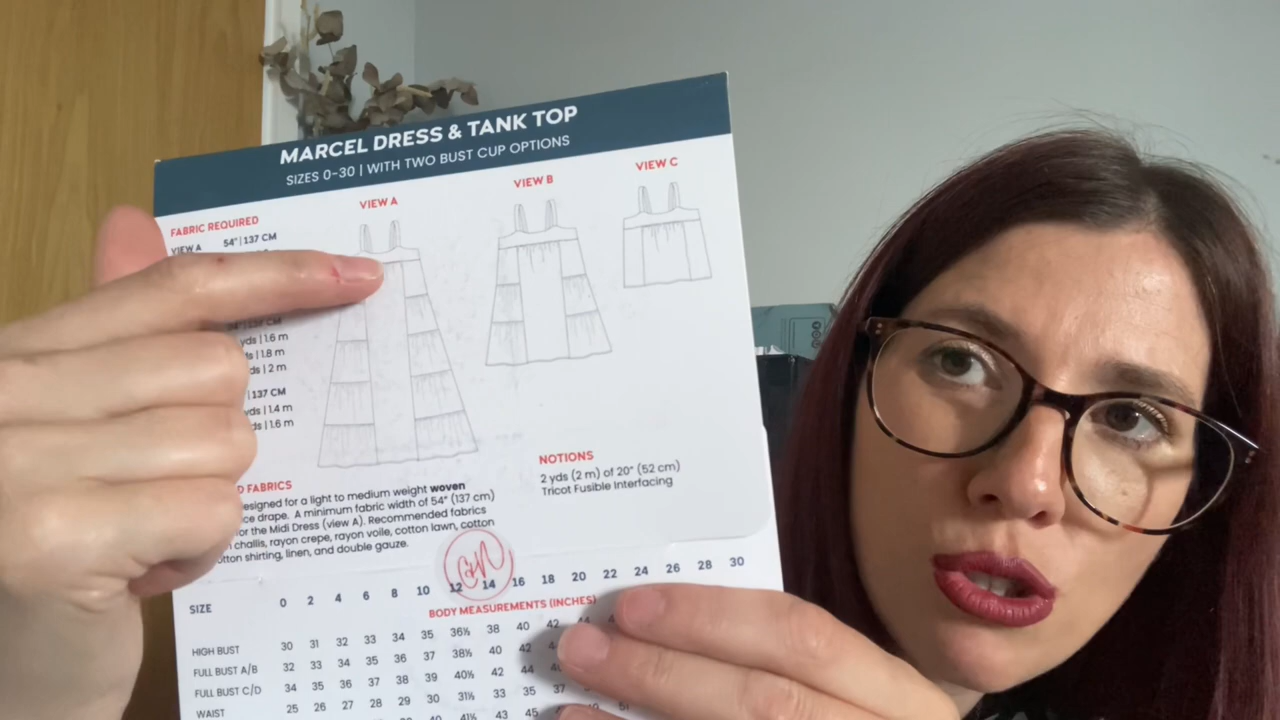 MARCEL DRESS & TANK TOP
SIZES 0-30 | WITH TWO BUST CUP OPTIONS
VIEW A
VIEW B
VIEW C
FABRIC REQUIRED
VIEW A 54" | 137 CM
yds | 1.6 m
| 1.8 m
| 2 m
| 137 CM
yds | 1.4 m
| 1.6 m
NOTIONS
2 yds (2 m) of 20" (52 cm)
Tricot Fusible Interfacing
FABRICS
designed for a light to medium weight woven
drape. A minimum fabric width of 54" (137 cm)
for the Midi Dress (view A). Recommended fabrics
challis, rayon crepe, rayon voile, cotton lawn, cotton
shirting, linen, and double gauze.
SIZE 0 2 4 6 8 10 12 14 16 18 20 22 24 26 28 30
BODY MEASUREMENTS (INCHES)
HIGH BUST 30 31 32 33 34 35 36½ 38 40 42
FULL BUST A/B 32 33 34 35 36 37 38½ 40 42
FULL BUST C/D 34 35 36 37 38 39 40½ 42 44
WAIST 25 26 27 28 29 30 31½ 33 35 37
40 41½ 43 45